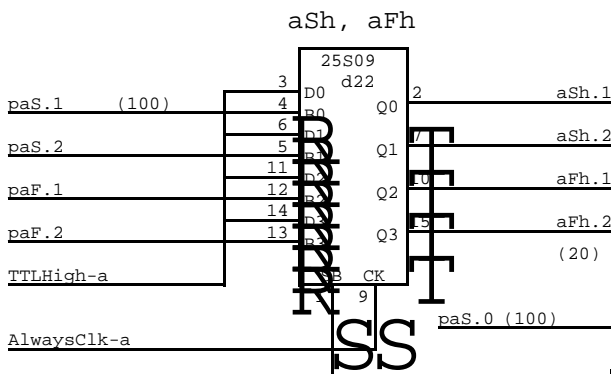 aSh, aFh
25S09
d22
3 D0 2 aSh.1
paS.1 (100) 4 B0 Q0
6 D1 7 aSh.2
paS.2 5 B1 Q1
11 D2 10 aFh.1
paF.1 12 B2 Q2
14 D3 15 aFh.2
paF.2 13 B3 Q3
(20)
TTLHigh-a SB CK
1 9
paS.0 (100)
AlwaysClk-a SS